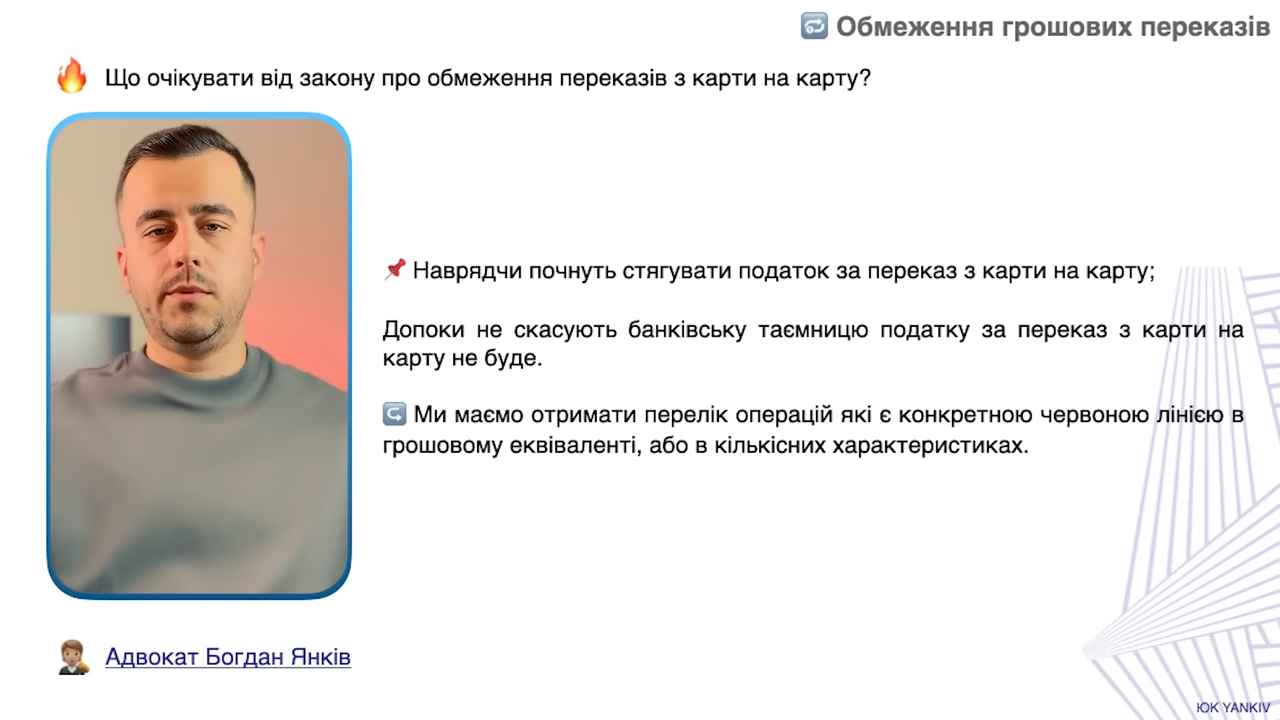 Обмеження грошових переказів
Що очікувати від закону про обмеження переказів з карти на карту?
Наврядчи почнуть стягувати податок за переказ з карти на карту;
Допоки не скасують банківську таємницю податку за переказ з карти на
карту не буде.
Ми маємо отримати перелік операцій які є конкретною червоною лінією в
грошовому еквіваленті, або в кількісних характеристиках.
Адвокат Богдан Янків
ЮК YANKIV